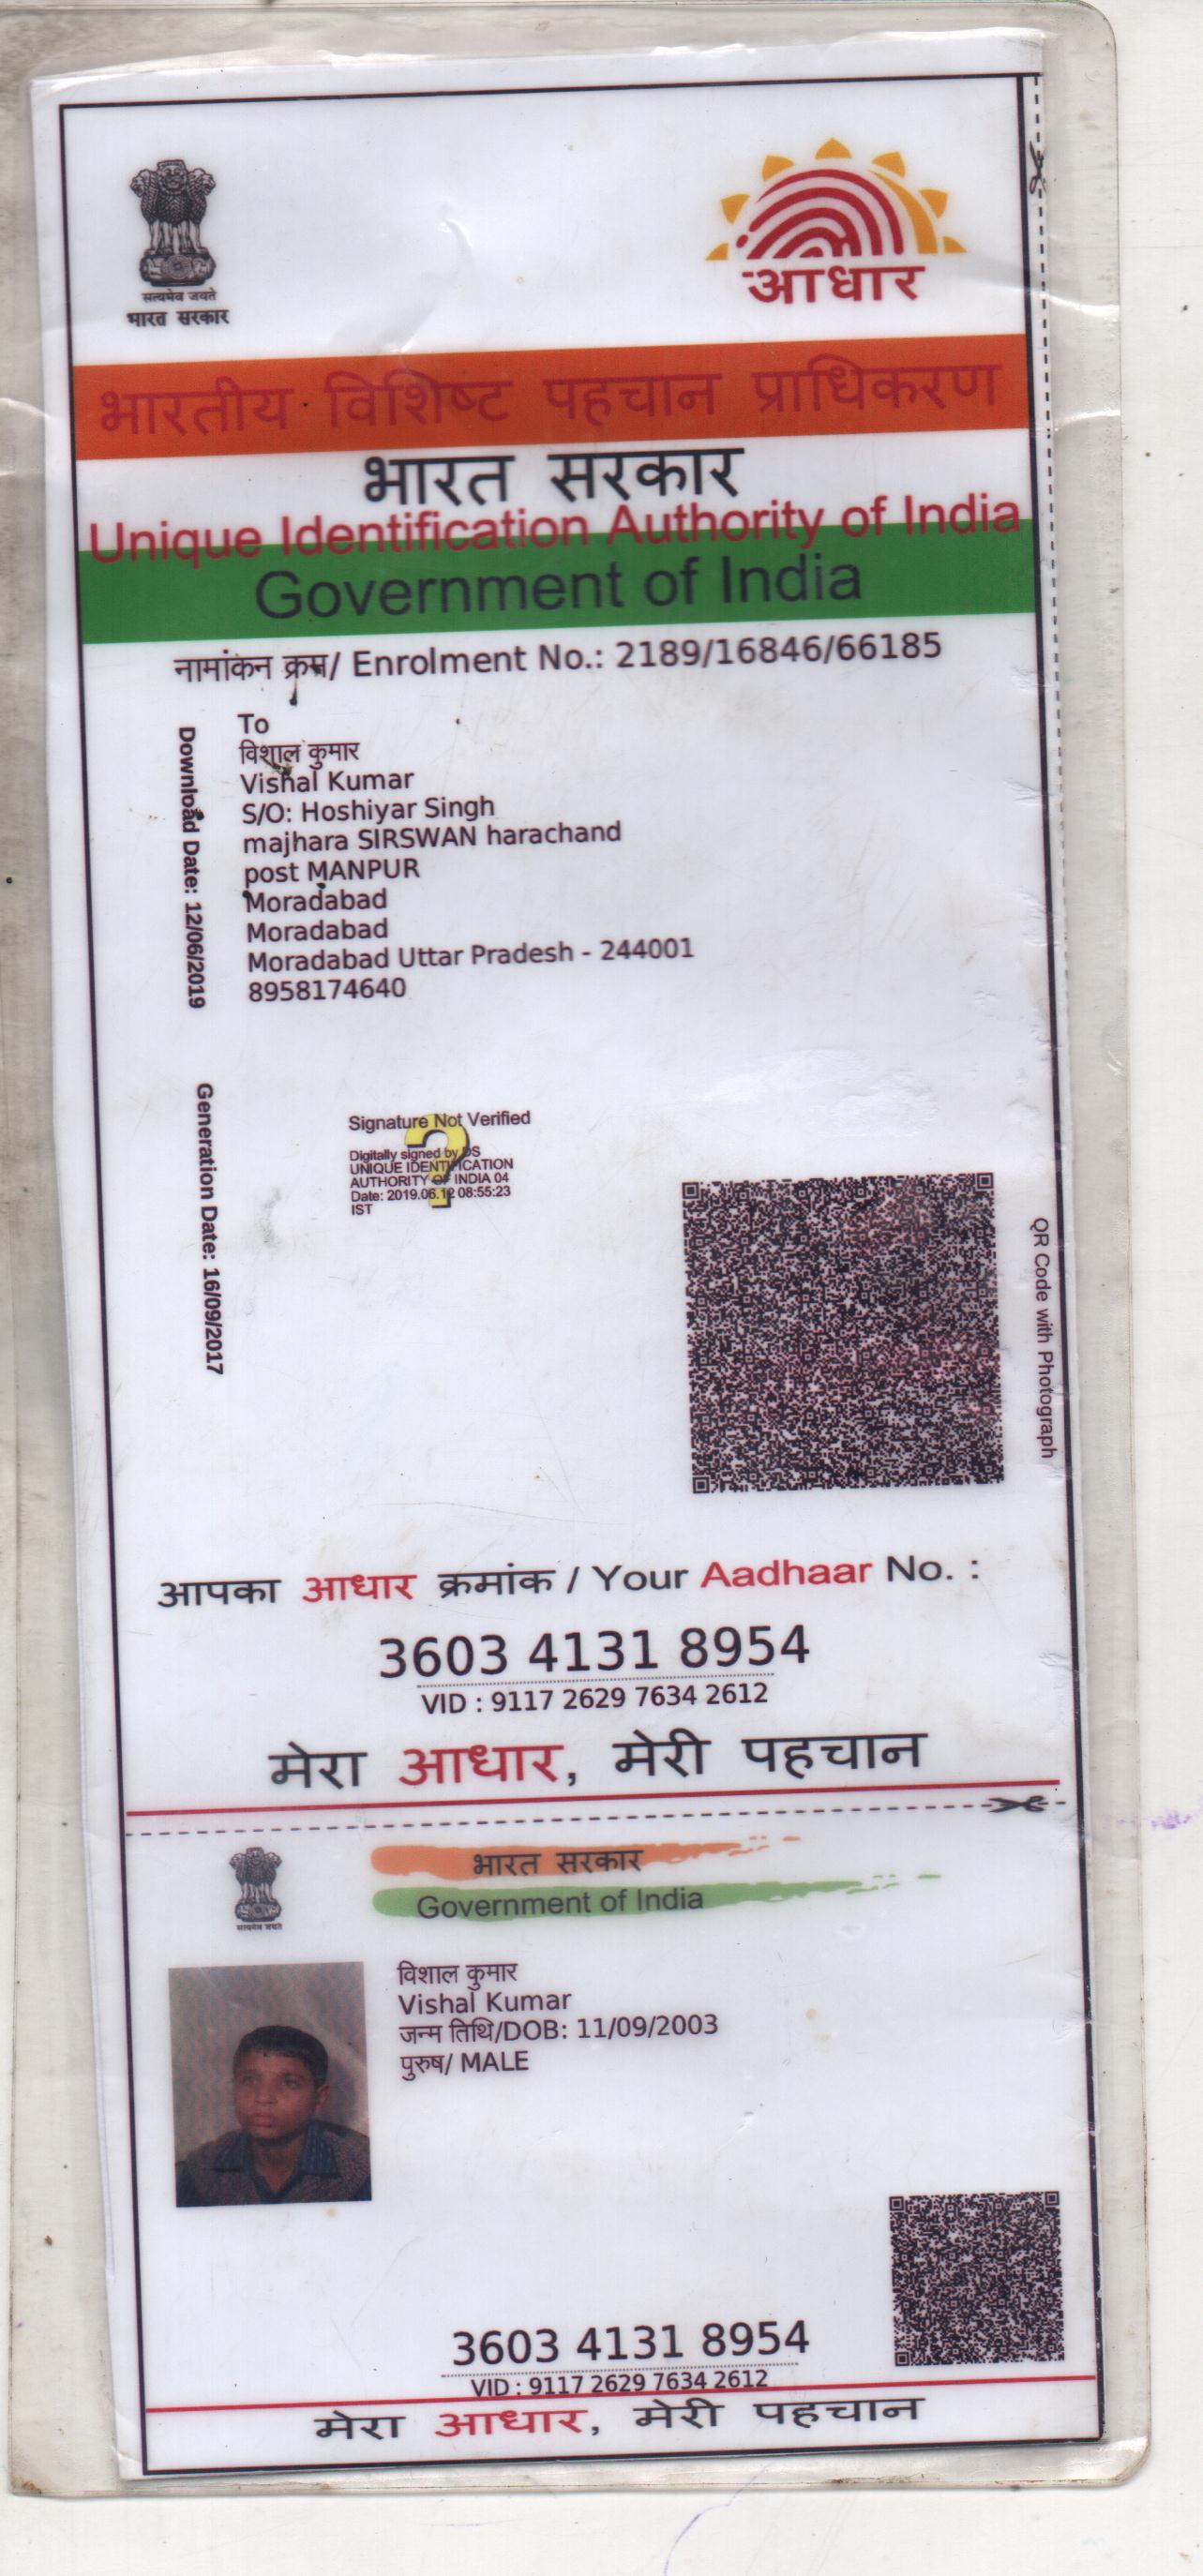 सत्यमेव जयते
भारत सरकार
आधार
भारतीय विशिष्ट पहचान प्राधिकरण
भारत सरकार
Unique Identification Authority of India
Government of India
नामांकन क्रम/ Enrolment No.: 2189/16846/66185
To
विशाल कुमार
Vishal Kumar
S/O: Hoshiyar Singh
majhara SIRSWAN harachand
post MANPUR
Moradabad
Moradabad
Moradabad Uttar Pradesh - 244001
8958174640
Download Date: 12/06/2019
Generation Date: 16/09/2017
Signature Not Verified
Digitally signed by DS
UNIQUE IDENTIFICATION
AUTHORITY OF INDIA 04
Date: 2019.06.12 08:55:23
IST
QR Code with Photograph
आपका आधार क्रमांक / Your Aadhaar No. :
3603 4131 8954
VID : 9117 2629 7634 2612
मेरा आधार, मेरी पहचान
सत्यमेव जयते
भारत सरकार
Government of India
विशाल कुमार
Vishal Kumar
जन्म तिथि/DOB: 11/09/2003
पुरुष/ MALE
3603 4131 8954
VID : 9117 2629 7634 2612
मेरा आधार, मेरी पहचान